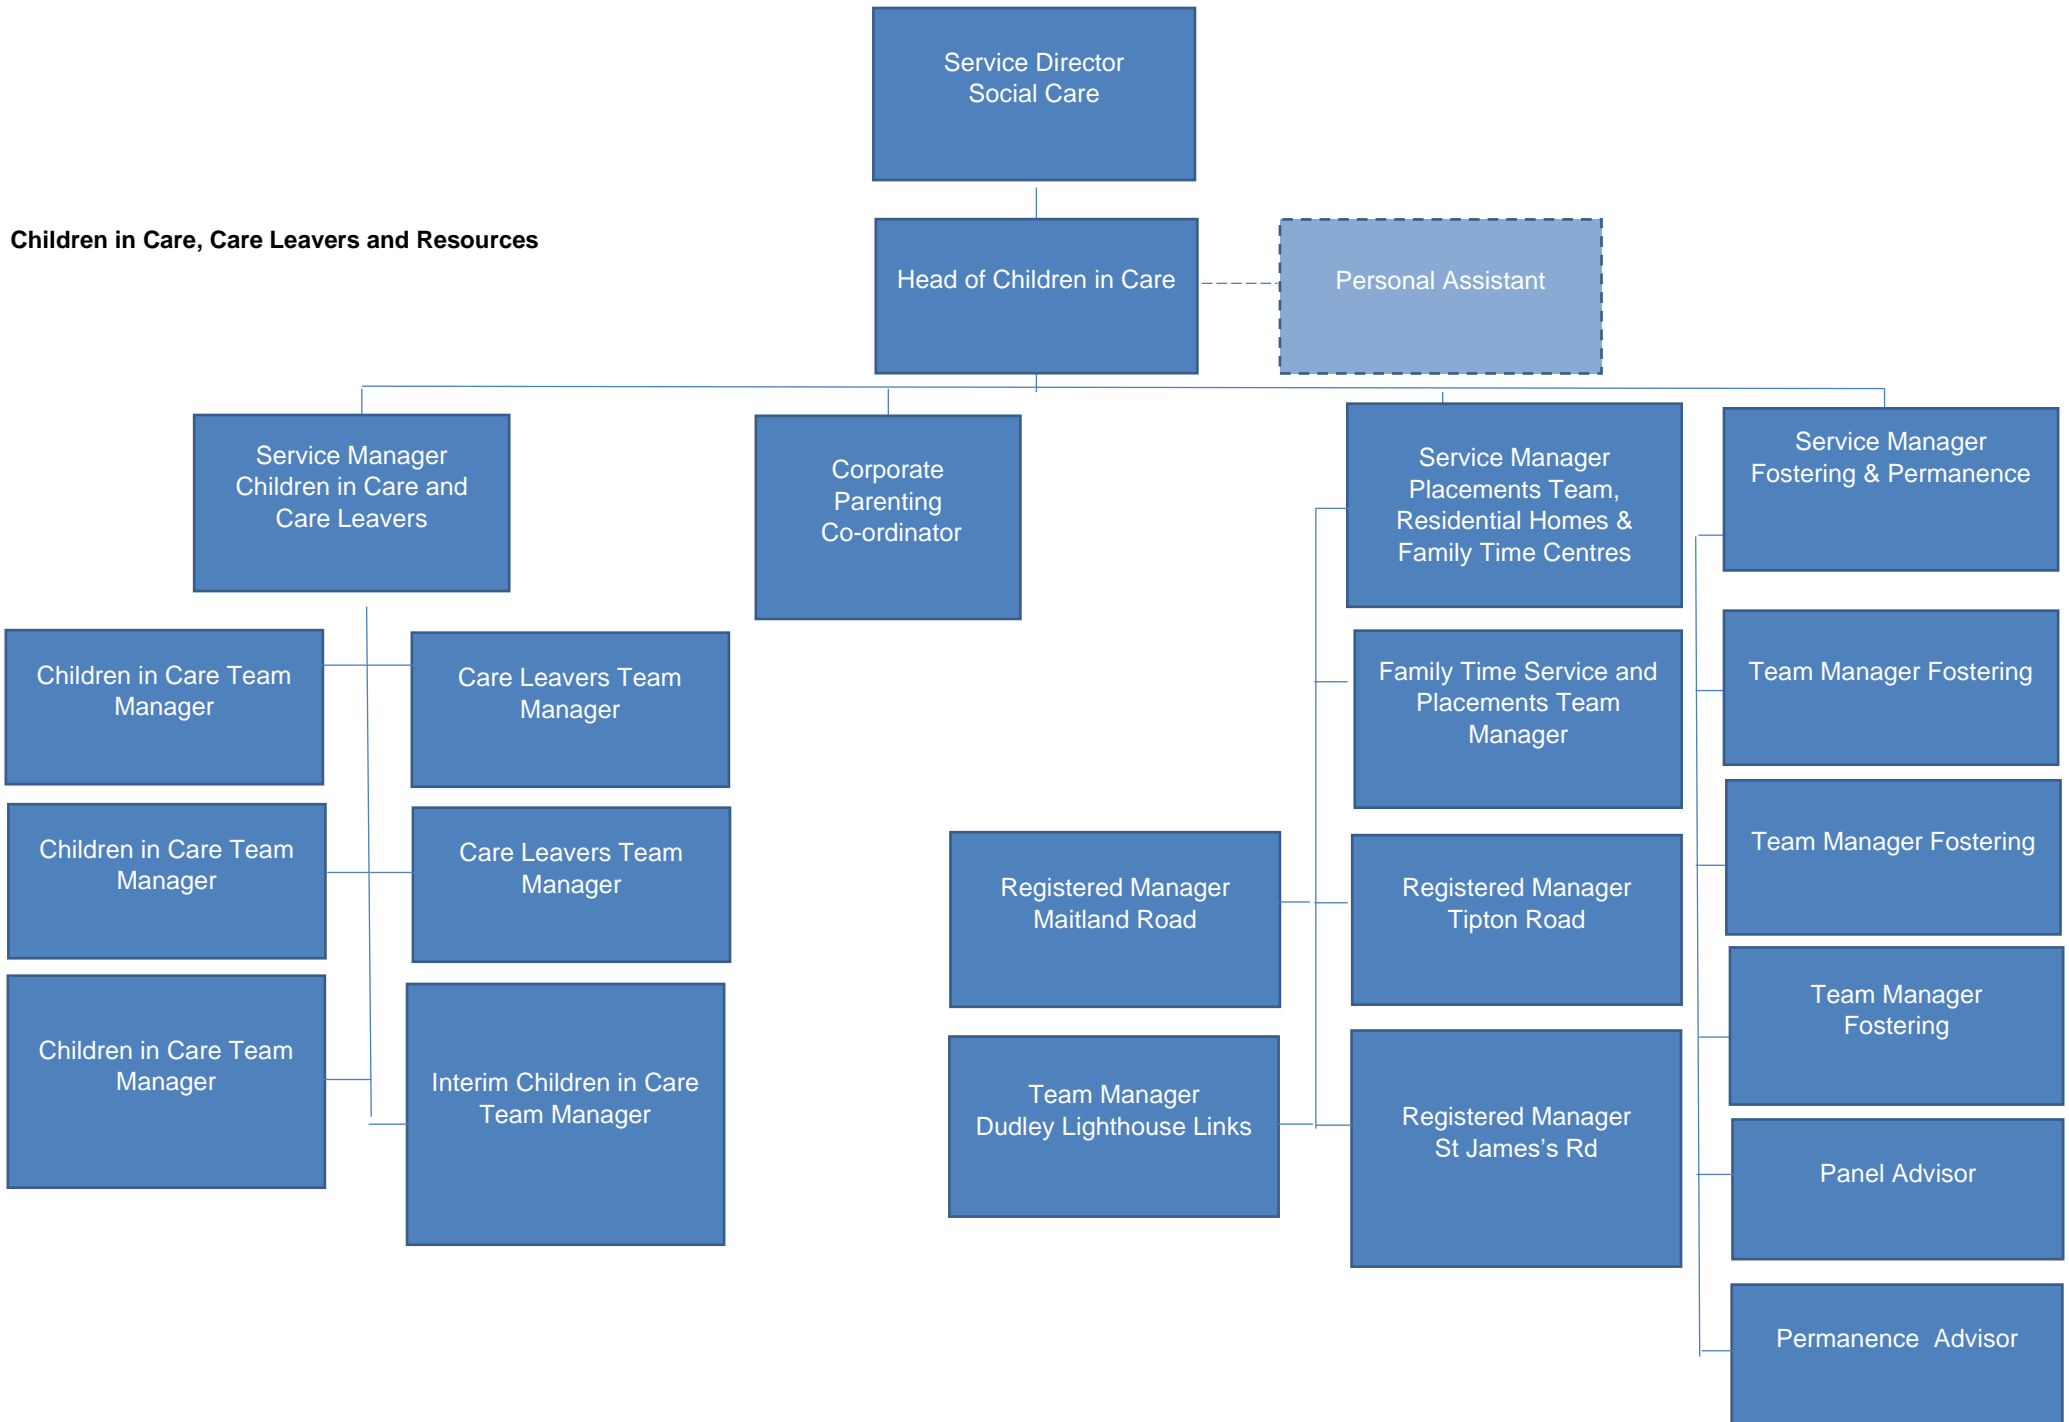 Service Director
Social Care
Children in Care, Care Leavers and Resources
Head of Children in Care
Personal Assistant
Service Manager
Children in Care and
Care Leavers
Corporate
Parenting
Co-ordinator
Service Manager
Placements Team,
Residential Homes &
Family Time Centres
Service Manager
Fostering & Permanence
Children in Care Team
Manager
Care Leavers Team
Manager
Family Time Service and
Placements Team
Manager
Team Manager Fostering
Children in Care Team
Manager
Care Leavers Team
Manager
Registered Manager
Maitland Road
Registered Manager
Tipton Road
Team Manager Fostering
Children in Care Team
Manager
Interim Children in Care
Team Manager
Team Manager
Dudley Lighthouse Links
Registered Manager
St James’s Rd
Team Manager
Fostering
Panel Advisor
Permanence  Advisor